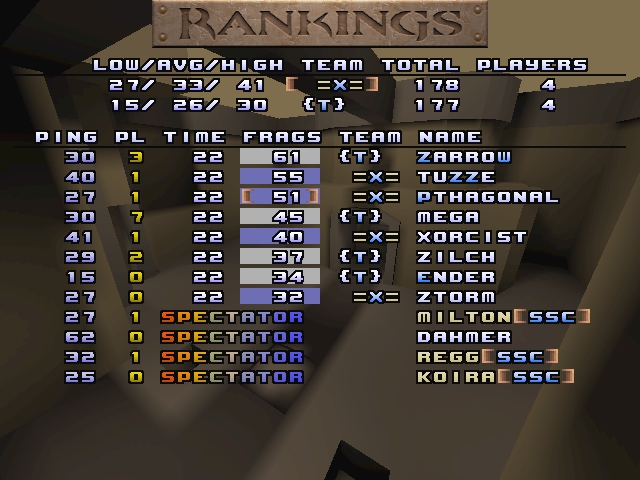 RANKINGS
LOW/AVG/HIGH TEAM TOTAL PLAYERS
27/ 33/ 41 [ =X= ] 178 4
15/ 26/ 30 {T} 177 4
PING PL TIME FRAGS TEAM NAME
30 3 22 61 {T} ZARROW
40 1 22 55 =X= TUZZE
27 1 22 [ 51 ] =X= PTHAGONAL
30 7 22 45 {T} MEGA
41 1 22 40 =X= XORCIST
29 2 22 37 {T} ZILCH
15 0 22 34 {T} ENDER
27 0 22 32 =X= ZTORM
27 1 SPECTATOR MILTON[SSC]
62 0 SPECTATOR DAHMER
32 1 SPECTATOR REGG[SSC]
25 0 SPECTATOR KOIRA[SSC]